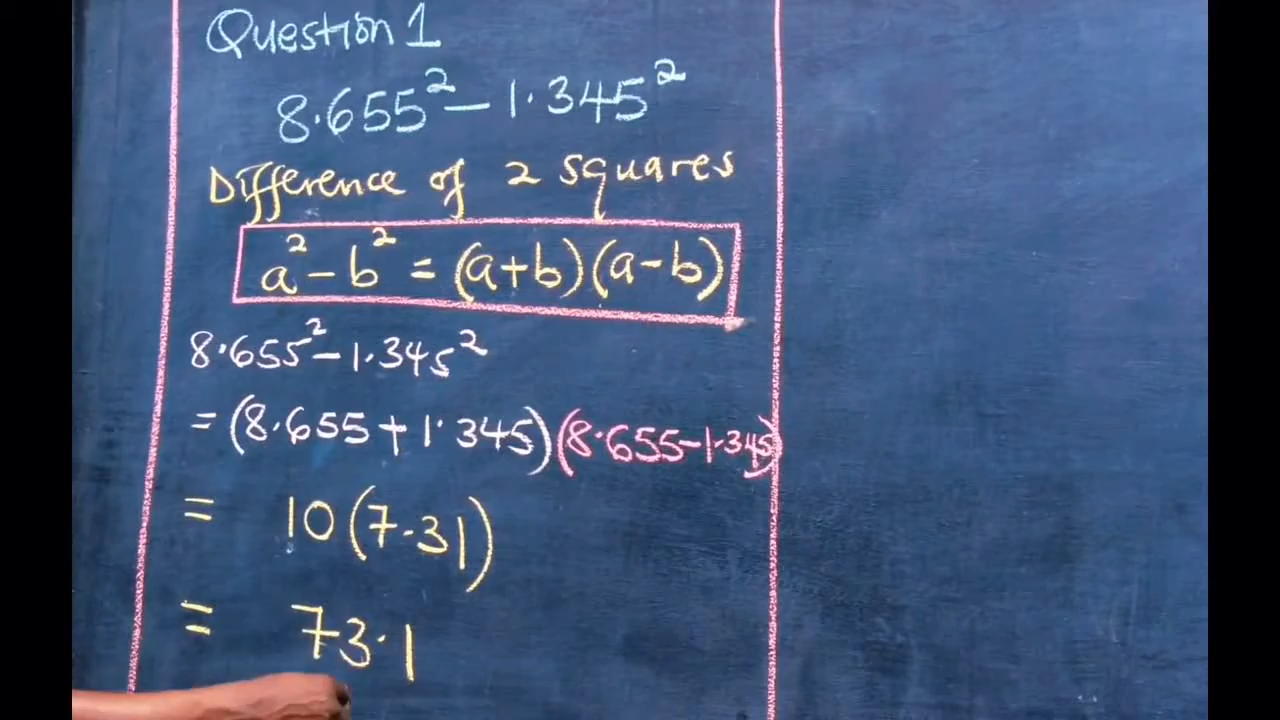 Question 1
8.655² – 1.345²
Difference of 2 squares
a² – b² = (a+b)(a-b)
8.655² – 1.345²
= (8.655 + 1.345)(8.655 – 1.345)
= 10(7.31)
= 73.1